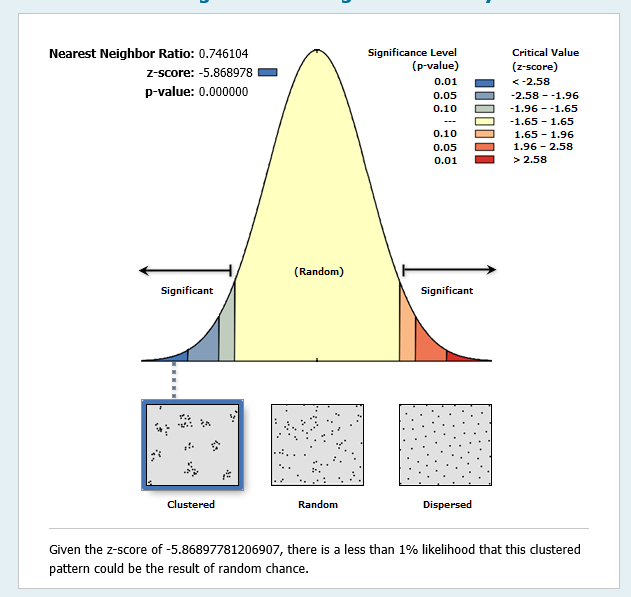 Nearest Neighbor Ratio: 0.746104
z-score: -5.868978
p-value: 0.000000
Significance Level
(p-value)
Critical Value
(z-score)
0.01 < -2.58
0.05 -2.58 - -1.96
0.10 -1.96 - -1.65
--- -1.65 - 1.65
0.10 1.65 - 1.96
0.05 1.96 - 2.58
0.01 > 2.58
(Random)
Significant
Significant
Clustered
Random
Dispersed
Given the z-score of -5.86897781206907, there is a less than 1% likelihood that this clustered
pattern could be the result of random chance.